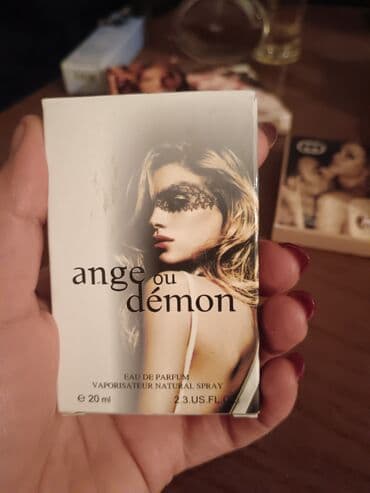 ange ou
démon
EAU DE PARFUM
VAPORISATEUR NATURAL SPRAY
e 20 ml 2.3.US.FL